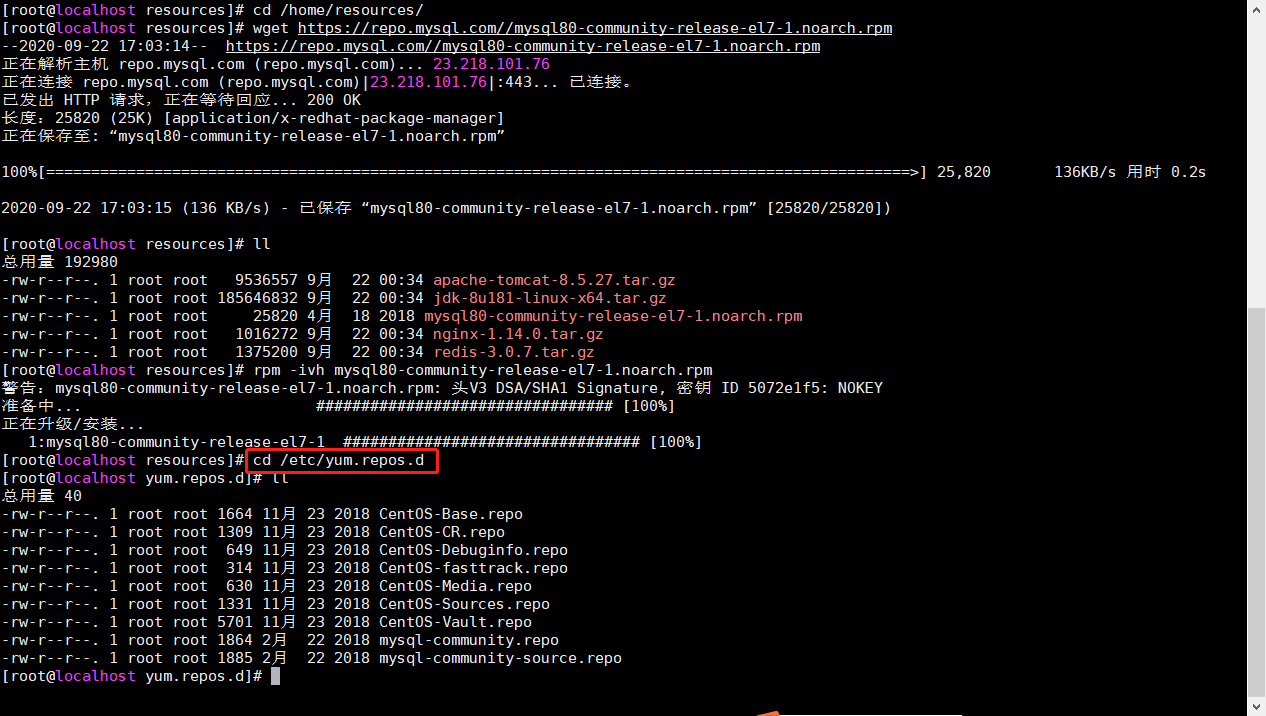 [root@localhost resources]# cd /home/resources/
[root@localhost resources]# wget https://repo.mysql.com//mysql80-community-release-el7-1.noarch.rpm
--2020-09-22 17:03:14--  https://repo.mysql.com//mysql80-community-release-el7-1.noarch.rpm
正在解析主机 repo.mysql.com (repo.mysql.com)... 23.218.101.76
正在连接 repo.mysql.com (repo.mysql.com)|23.218.101.76|:443... 已连接。
已发出 HTTP 请求，正在等待回应... 200 OK
长度：25820 (25K) [application/x-redhat-package-manager]
正在保存至: “mysql80-community-release-el7-1.noarch.rpm”
100%[================================================================================================>] 25,820       136KB/s 用时 0.2s
2020-09-22 17:03:15 (136 KB/s) - 已保存 “mysql80-community-release-el7-1.noarch.rpm” [25820/25820])
[root@localhost resources]# ll
总用量 192980
-rw-r--r--. 1 root root   9536557 9月  22 00:34 apache-tomcat-8.5.27.tar.gz
-rw-r--r--. 1 root root 185646832 9月  22 00:34 jdk-8u181-linux-x64.tar.gz
-rw-r--r--. 1 root root     25820 4月  18 2018 mysql80-community-release-el7-1.noarch.rpm
-rw-r--r--. 1 root root   1016272 9月  22 00:34 nginx-1.14.0.tar.gz
-rw-r--r--. 1 root root   1375200 9月  22 00:34 redis-3.0.7.tar.gz
[root@localhost resources]# rpm -ivh mysql80-community-release-el7-1.noarch.rpm
警告：mysql80-community-release-el7-1.noarch.rpm: 头V3 DSA/SHA1 Signature, 密钥 ID 5072e1f5: NOKEY
准备中...                          ################################# [100%]
正在升级/安装...
   1:mysql80-community-release-el7-1  ################################# [100%]
[root@localhost resources]# cd /etc/yum.repos.d
[root@localhost yum.repos.d]# ll
总用量 40
-rw-r--r--. 1 root root 1664 11月 23 2018 CentOS-Base.repo
-rw-r--r--. 1 root root 1309 11月 23 2018 CentOS-CR.repo
-rw-r--r--. 1 root root  649 11月 23 2018 CentOS-Debuginfo.repo
-rw-r--r--. 1 root root  314 11月 23 2018 CentOS-fasttrack.repo
-rw-r--r--. 1 root root  630 11月 23 2018 CentOS-Media.repo
-rw-r--r--. 1 root root 1331 11月 23 2018 CentOS-Sources.repo
-rw-r--r--. 1 root root 5701 11月 23 2018 CentOS-Vault.repo
-rw-r--r--. 1 root root 1864 2月  22 2018 mysql-community.repo
-rw-r--r--. 1 root root 1885 2月  22 2018 mysql-community-source.repo
[root@localhost yum.repos.d]#